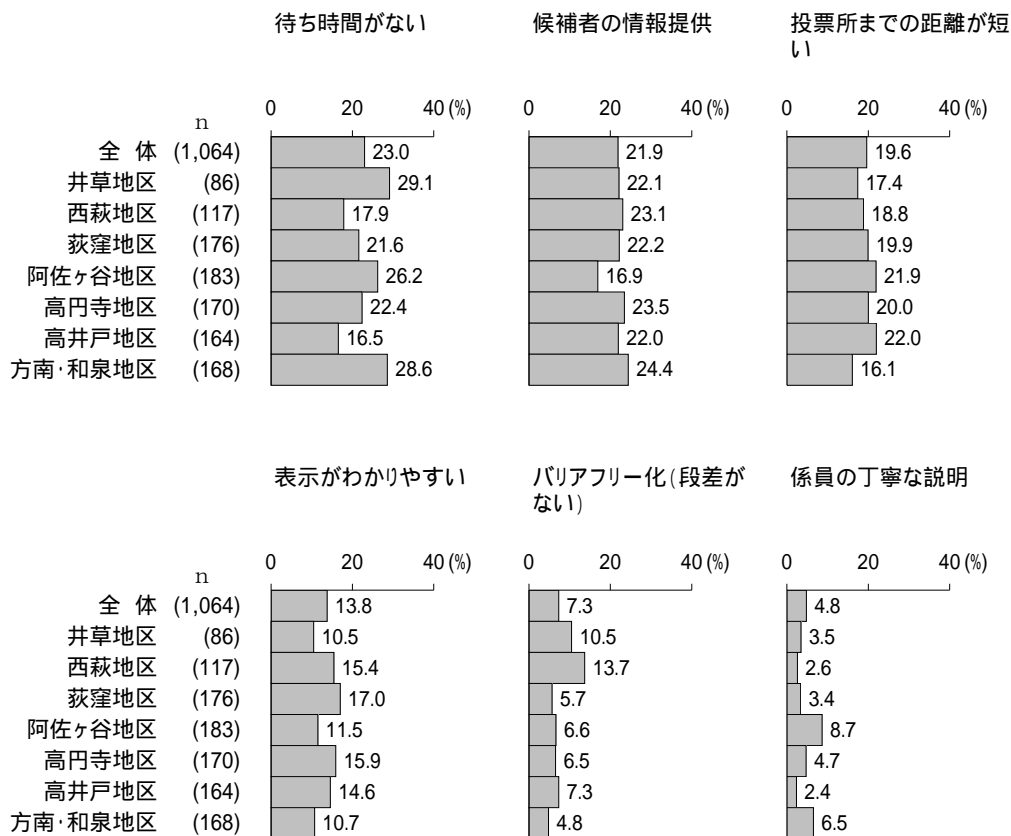 待ち時間がない 候補者の情報提供 投票所までの距離が短
い
0 20 40 (%) 0 20 40 (%) 0 20 40 (%)
n
全 体 (1,064) 23.0 21.9 19.6
井草地区 (86) 29.1 22.1 17.4
西荻地区 (117) 17.9 23.1 18.8
荻窪地区 (176) 21.6 22.2 19.9
阿佐ヶ谷地区 (183) 26.2 16.9 21.9
高円寺地区 (170) 22.4 23.5 20.0
高井戸地区 (164) 16.5 22.0 22.0
方南・和泉地区 (168) 28.6 24.4 16.1
表示がわかりやすい バリアフリー化(段差が 係員の丁寧な説明
ない)
0 20 40 (%) 0 20 40 (%) 0 20 40 (%)
n
全 体 (1,064) 13.8 7.3 4.8
井草地区 (86) 10.5 10.5 3.5
西荻地区 (117) 15.4 13.7 2.6
荻窪地区 (176) 17.0 5.7 3.4
阿佐ヶ谷地区 (183) 11.5 6.6 8.7
高円寺地区 (170) 15.9 6.5 4.7
高井戸地区 (164) 14.6 7.3 2.4
方南・和泉地区 (168) 10.7 4.8 6.5